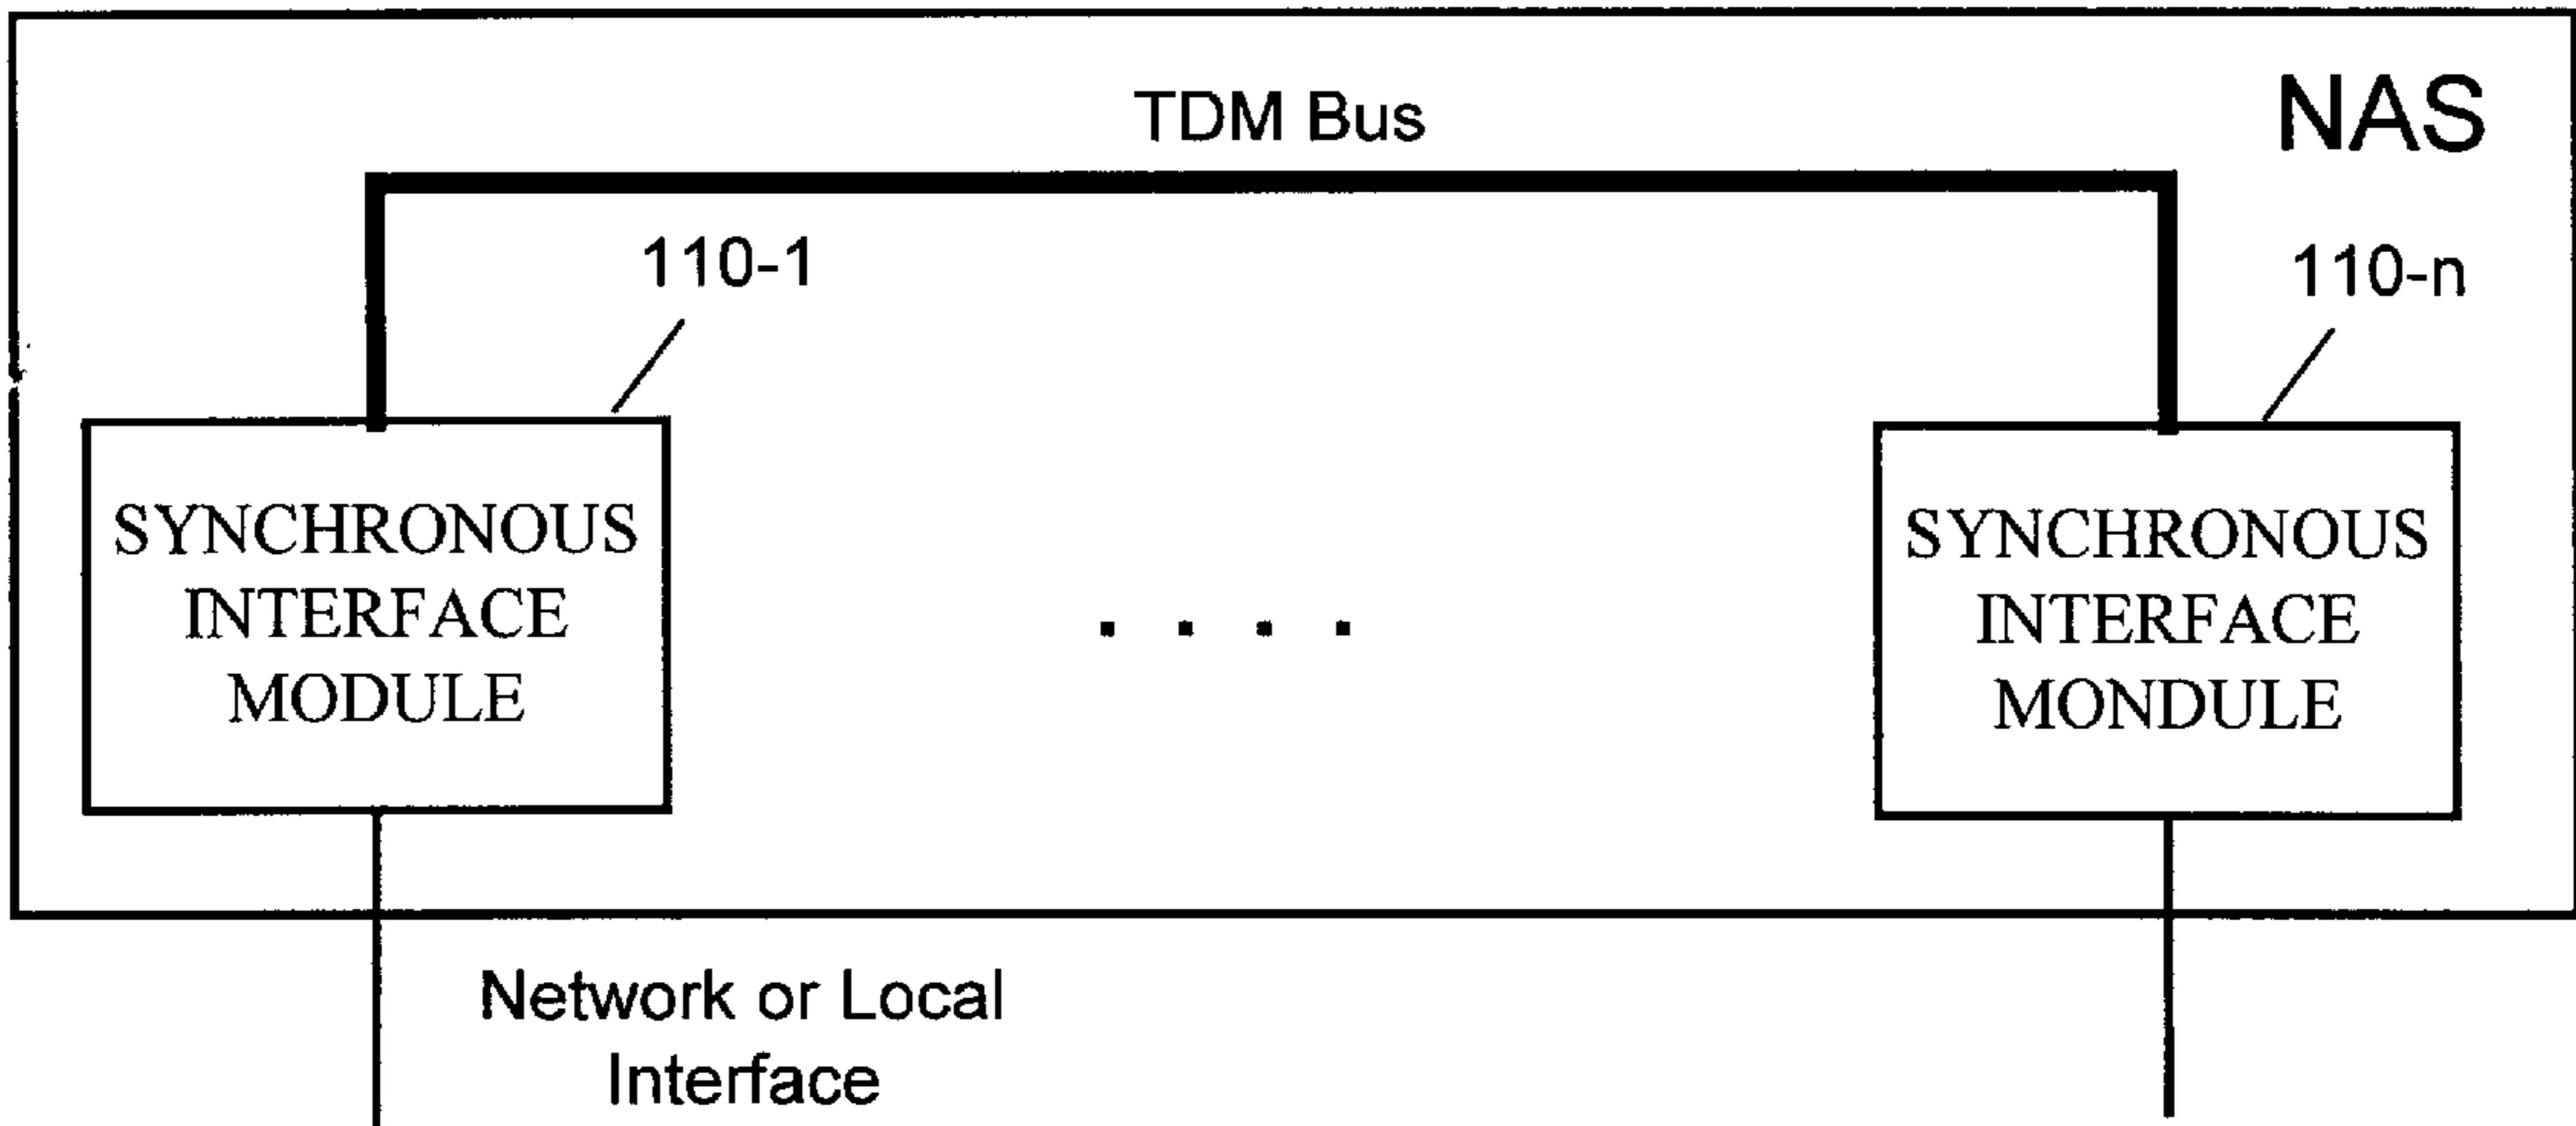 TDM Bus
NAS
110-1
110-n
SYNCHRONOUS
INTERFACE
MODULE
. . . .
SYNCHRONOUS
INTERFACE
MONDULE
Network or Local
Interface